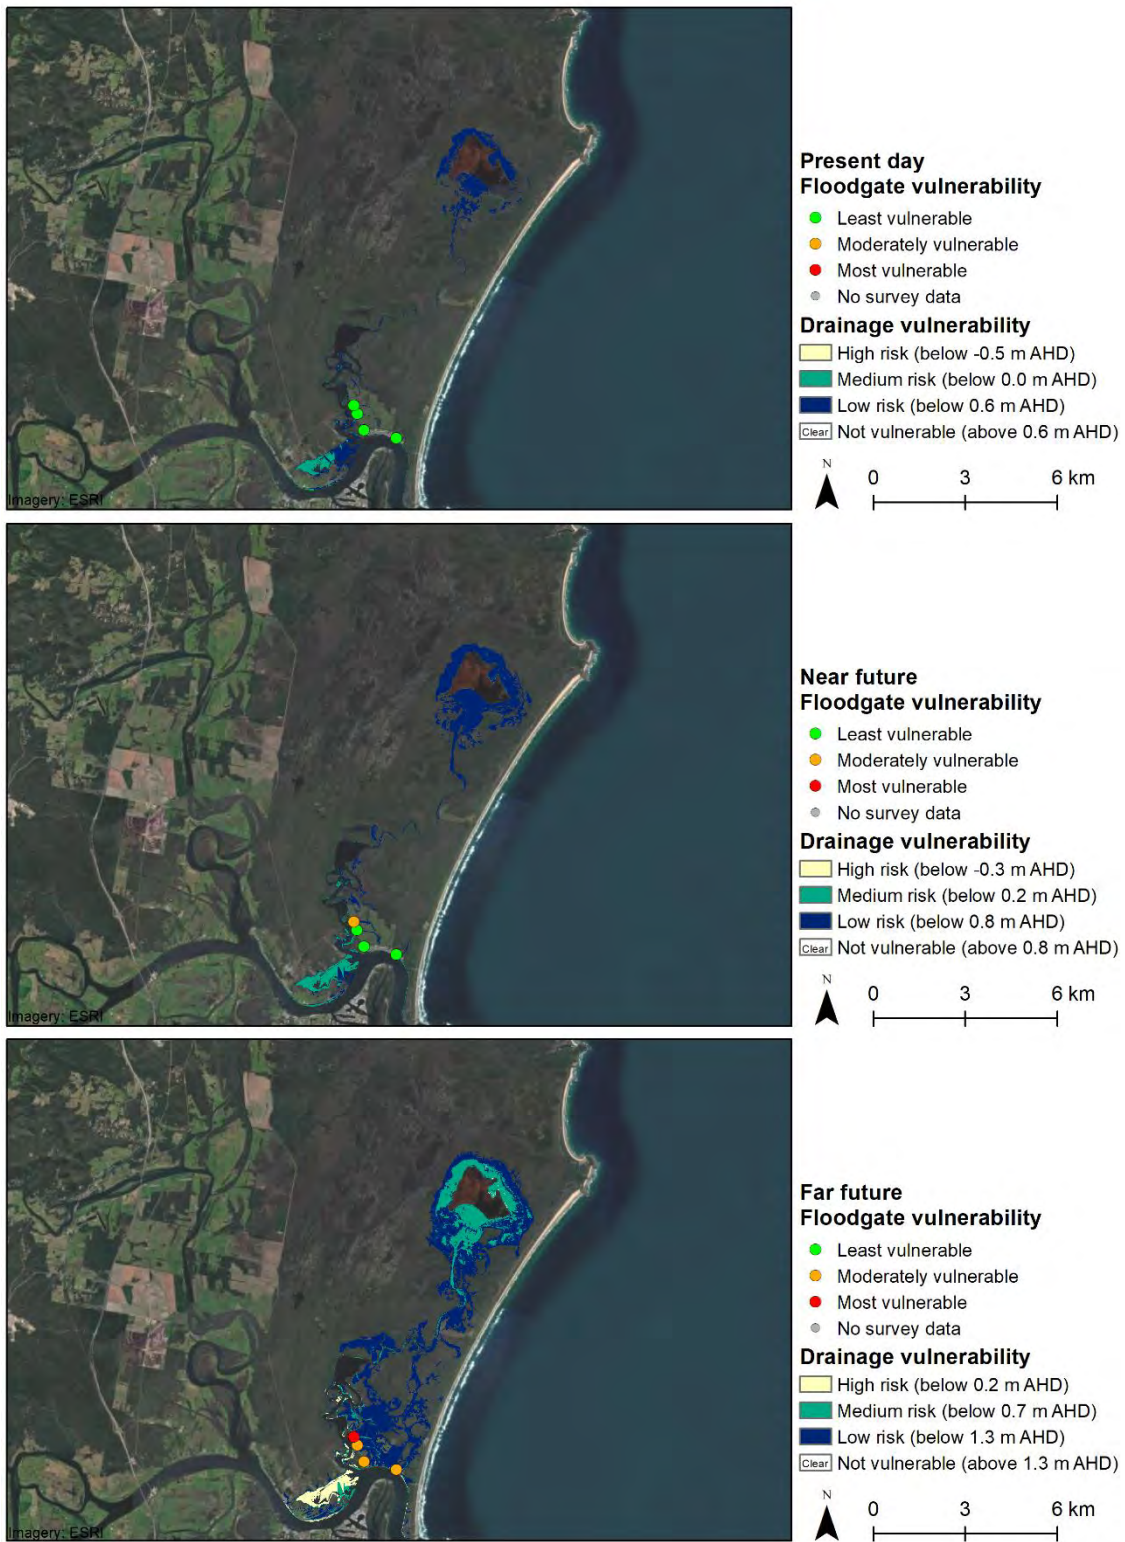 Present day
Floodgate vulnerability
Least vulnerable
Moderately vulnerable
Most vulnerable
No survey data
Drainage vulnerability
High risk (below -0.5 m AHD)
Medium risk (below 0.0 m AHD)
Low risk (below 0.6 m AHD)
Clear Not vulnerable (above 0.6 m AHD)
N
0 3 6 km
Imagery: ESRI
Near future
Floodgate vulnerability
Least vulnerable
Moderately vulnerable
Most vulnerable
No survey data
Drainage vulnerability
High risk (below -0.3 m AHD)
Medium risk (below 0.2 m AHD)
Low risk (below 0.8 m AHD)
Clear Not vulnerable (above 0.8 m AHD)
N
0 3 6 km
Imagery: ESRI
Far future
Floodgate vulnerability
Least vulnerable
Moderately vulnerable
Most vulnerable
No survey data
Drainage vulnerability
High risk (below 0.2 m AHD)
Medium risk (below 0.7 m AHD)
Low risk (below 1.3 m AHD)
Clear Not vulnerable (above 1.3 m AHD)
N
0 3 6 km
Imagery: ESRI